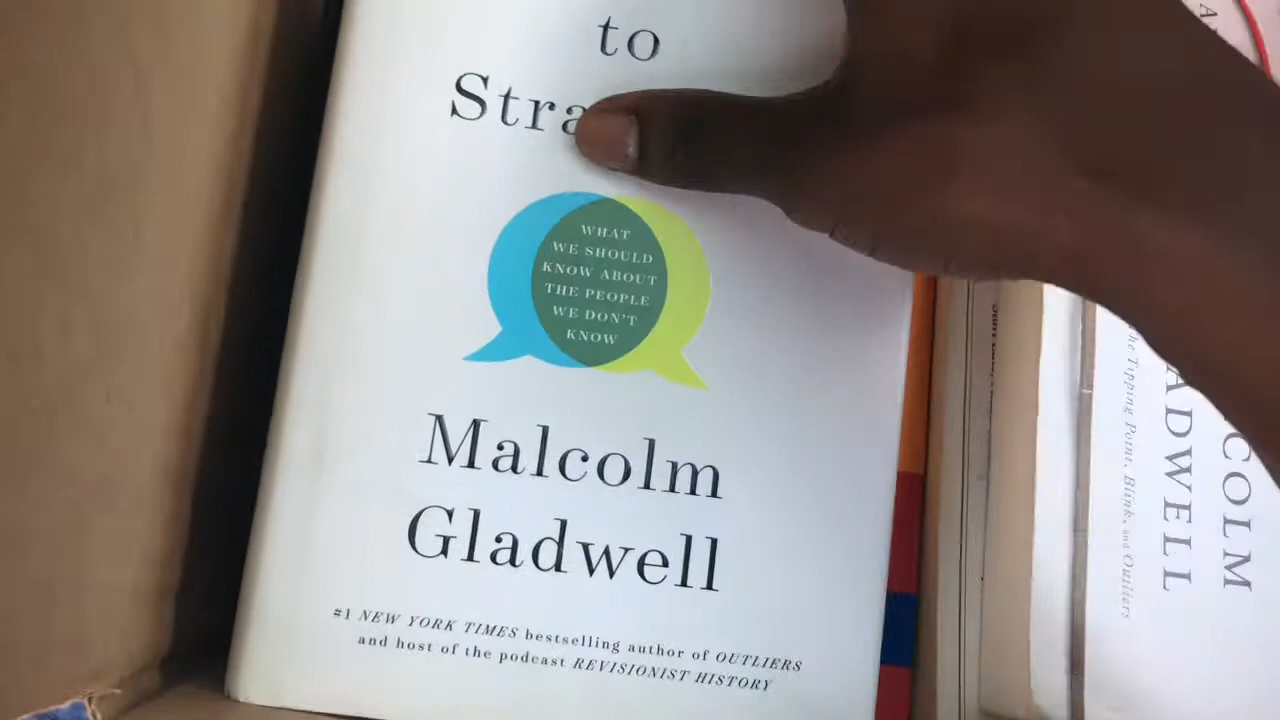 to
Stra
WHAT
WE SHOULD
KNOW ABOUT
THE PEOPLE
WE DON'T
KNOW
Malcolm
Gladwell
#1 NEW YORK TIMES bestselling author of OUTLIERS
and host of the podcast REVISIONIST HISTORY
COLM
ADWELL
he Tipping Point, Blink, and Outliers